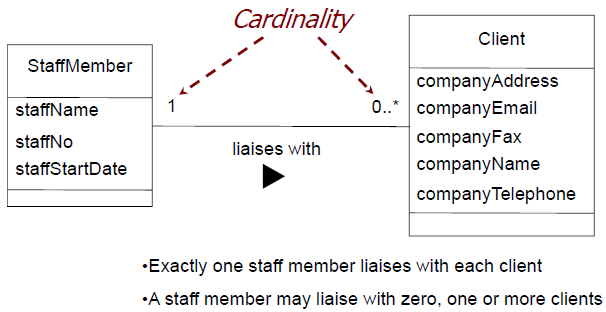 Cardinality
StaffMember
staffName
staffNo
staffStartDate
1
0..*
liaises with
Client
companyAddress
companyEmail
companyFax
companyName
companyTelephone
•Exactly one staff member liaises with each client
•A staff member may liaise with zero, one or more clients